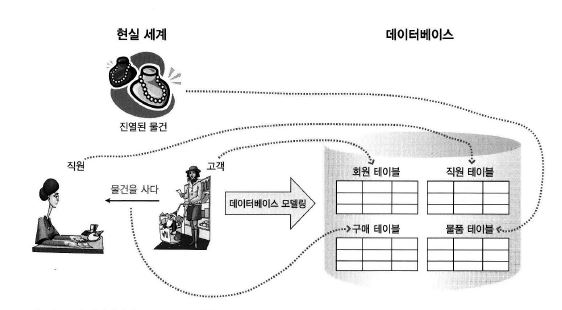 현실 세계
데이터베이스
진열된 물건
직원
고객
물건을 사다
데이터베이스 모델링
회원 테이블
직원 테이블
구매 테이블
물품 테이블